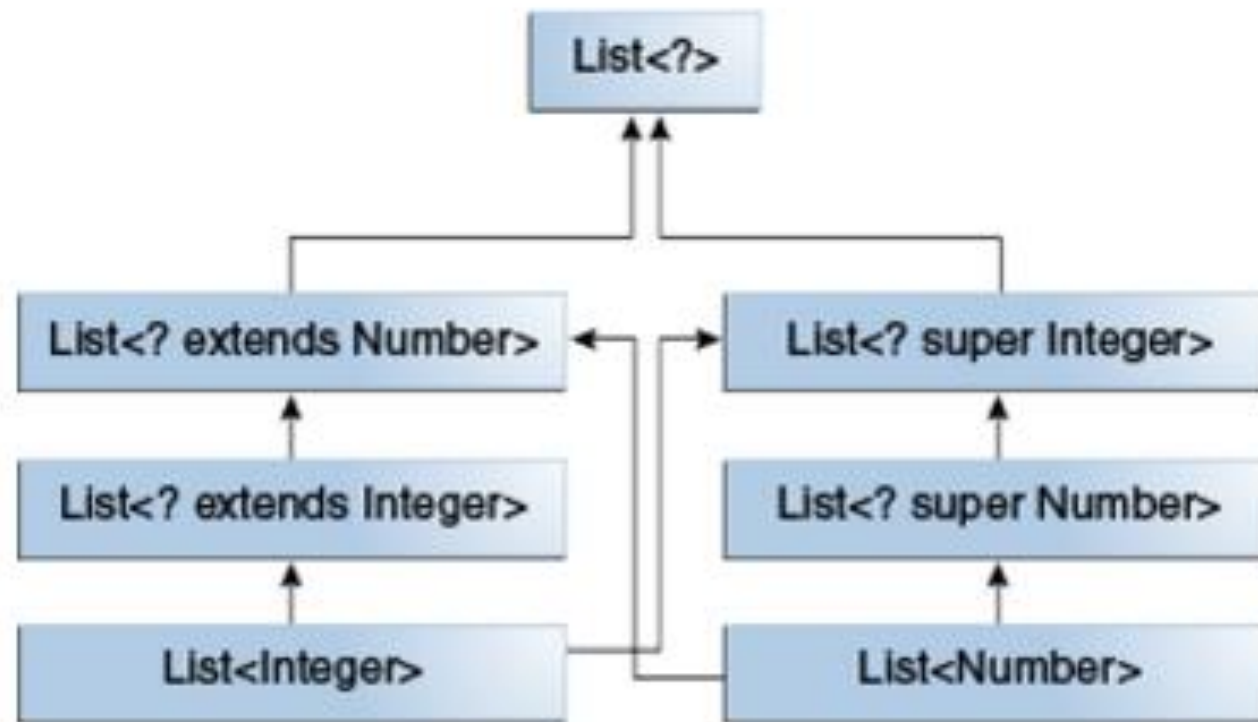 List<?>
List<? extends Number>
List<? super Integer>
List<? extends Integer>
List<? super Number>
List<Integer>
List<Number>